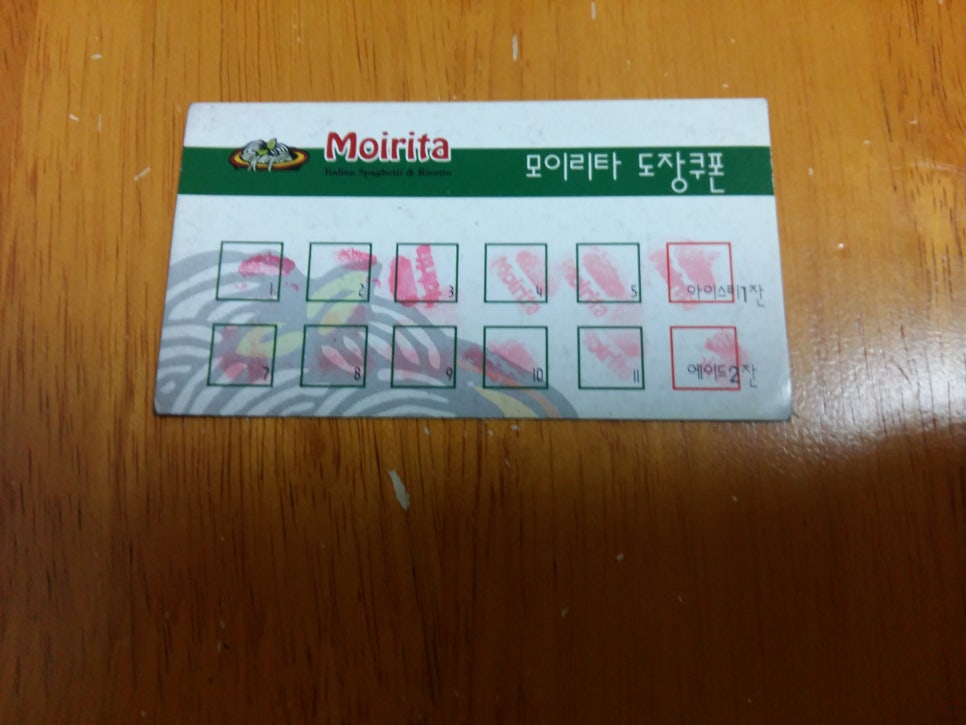 Moirita
Italian Spaghetti & Risotto
모이리타 도장쿠폰
1 2 3 4 5 아이스티1잔
7 8 9 10 11 에이드2잔